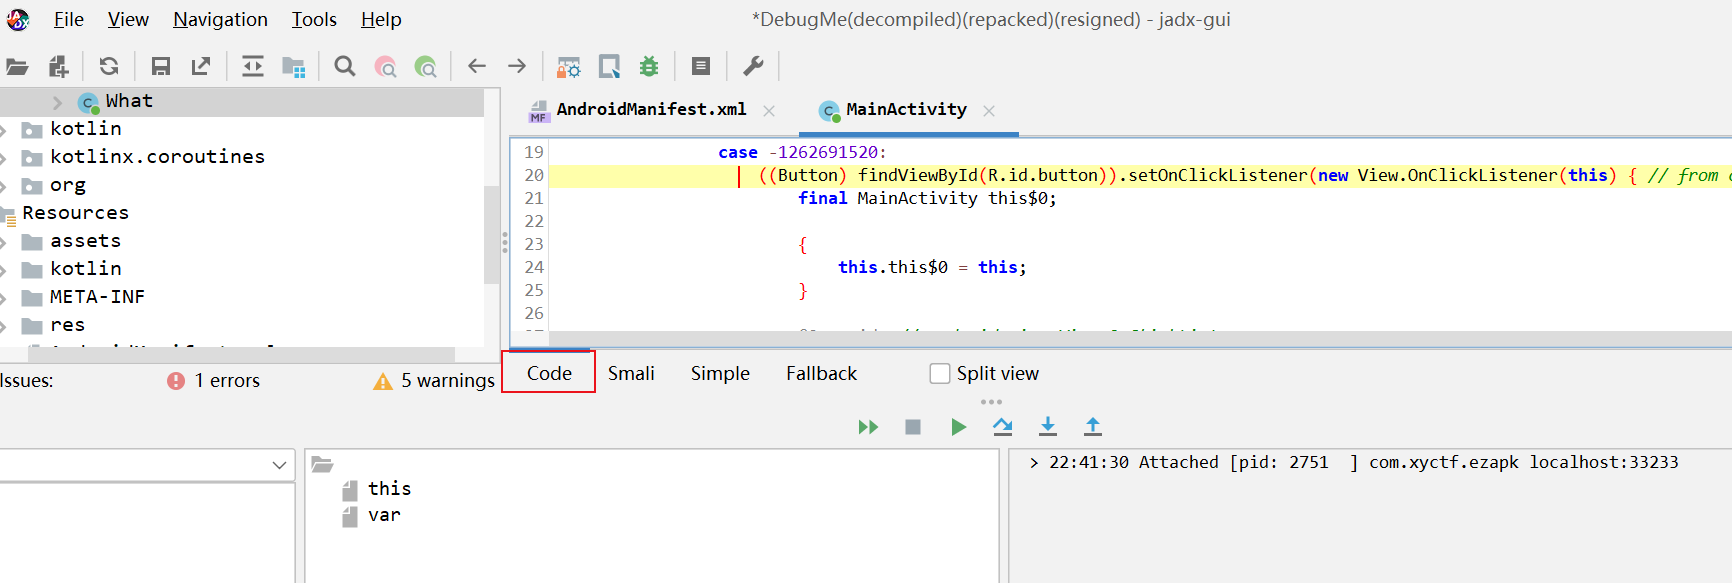 File View Navigation Tools Help
*DebugMe(decompiled)(repacked)(resigned) - jadx-gui
What
kotlin
kotlinx.coroutines
org
Resources
assets
kotlin
META-INF
res
Issues: 1 errors 5 warnings
MF AndroidManifest.xml
C MainActivity
19 case -1262691520:
20 ((Button) findViewById(R.id.button)).setOnClickListener(new View.OnClickListener(this) { // from
21 final MainActivity this$0;
22
23 {
24 this.this$0 = this;
25 }
26
Code Smali Simple Fallback Split view
this
var
> 22:41:30 Attached [pid: 2751 ] com.xyctf.ezapk localhost:33233